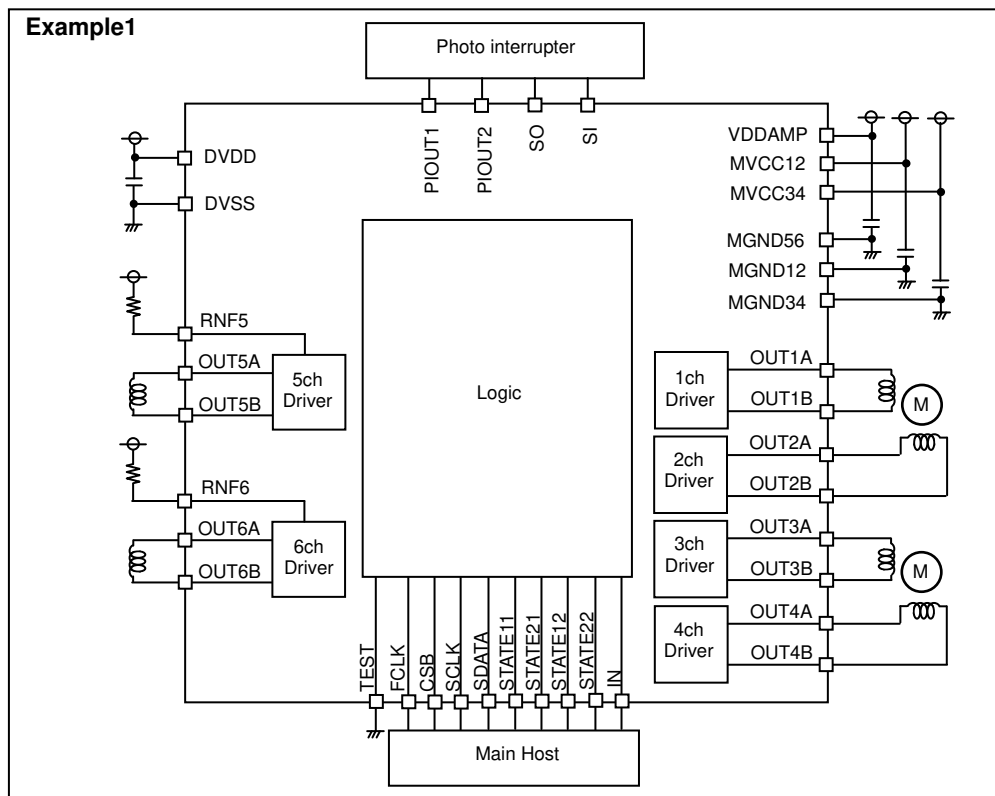 Example1
Photo interrupter
PIOUT1
PIOUT2
SO
SI
DVDD
DVSS
VDDAMP
MVCC12
MVCC34
MGND56
MGND12
MGND34
RNF5
OUT5A
OUT5B
5ch
Driver
RNF6
OUT6A
OUT6B
6ch
Driver
Logic
1ch
Driver
OUT1A
OUT1B
M
2ch
Driver
OUT2A
OUT2B
3ch
Driver
OUT3A
OUT3B
M
4ch
Driver
OUT4A
OUT4B
TEST
FCLK
CSB
SCLK
SDATA
STATE11
STATE21
STATE12
STATE22
IN
Main Host